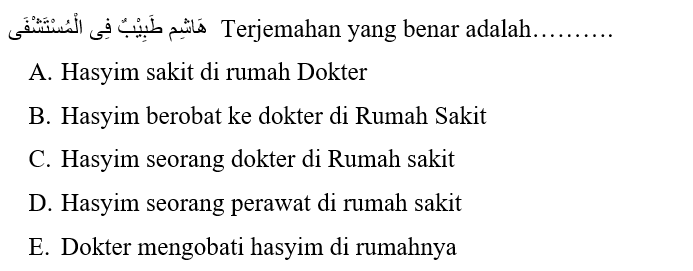 هَاشِم طَبِيْبٌ فِى الْمُسْتَشْفَى Terjemahan yang benar adalah..........
A. Hasyim sakit di rumah Dokter
B. Hasyim berobat ke dokter di Rumah Sakit
C. Hasyim seorang dokter di Rumah sakit
D. Hasyim seorang perawat di rumah sakit
E. Dokter mengobati hasyim di rumahnya